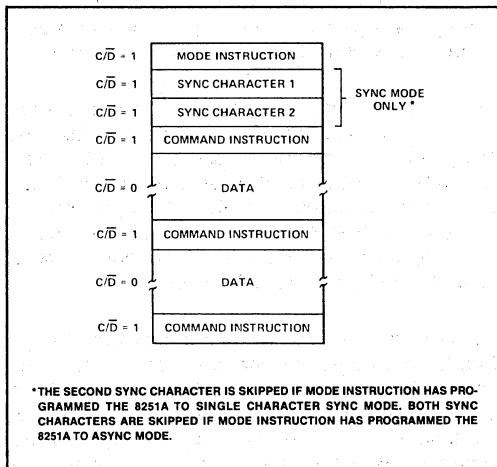 C/D̅ = 1 MODE INSTRUCTION
C/D̅ = 1 SYNC CHARACTER 1
SYNC MODE
ONLY *
C/D̅ = 1 SYNC CHARACTER 2
C/D̅ = 1 COMMAND INSTRUCTION
C/D̅ = 0 DATA
C/D̅ = 1 COMMAND INSTRUCTION
C/D̅ = 0 DATA
C/D̅ = 1 COMMAND INSTRUCTION
*THE SECOND SYNC CHARACTER IS SKIPPED IF MODE INSTRUCTION HAS PRO-
GRAMMED THE 8251A TO SINGLE CHARACTER SYNC MODE. BOTH SYNC
CHARACTERS ARE SKIPPED IF MODE INSTRUCTION HAS PROGRAMMED THE
8251A TO ASYNC MODE.